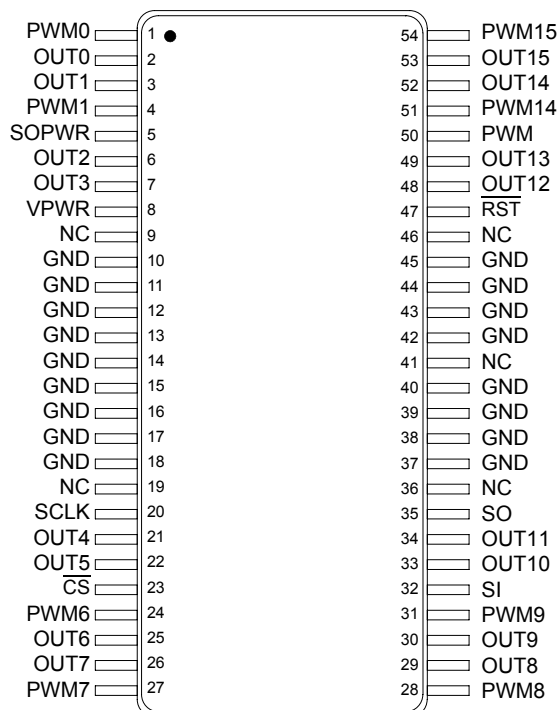 PWM0 1 54 PWM15
OUT0 2 53 OUT15
OUT1 3 52 OUT14
PWM1 4 51 PWM14
SOPWR 5 50 PWM
OUT2 6 49 OUT13
OUT3 7 48 OUT12
VPWR 8 47 RST
NC 9 46 NC
GND 10 45 GND
GND 11 44 GND
GND 12 43 GND
GND 13 42 GND
GND 14 41 NC
GND 15 40 GND
GND 16 39 GND
GND 17 38 GND
GND 18 37 GND
NC 19 36 NC
SCLK 20 35 SO
OUT4 21 34 OUT11
OUT5 22 33 OUT10
CS 23 32 SI
PWM6 24 31 PWM9
OUT6 25 30 OUT9
OUT7 26 29 OUT8
PWM7 27 28 PWM8